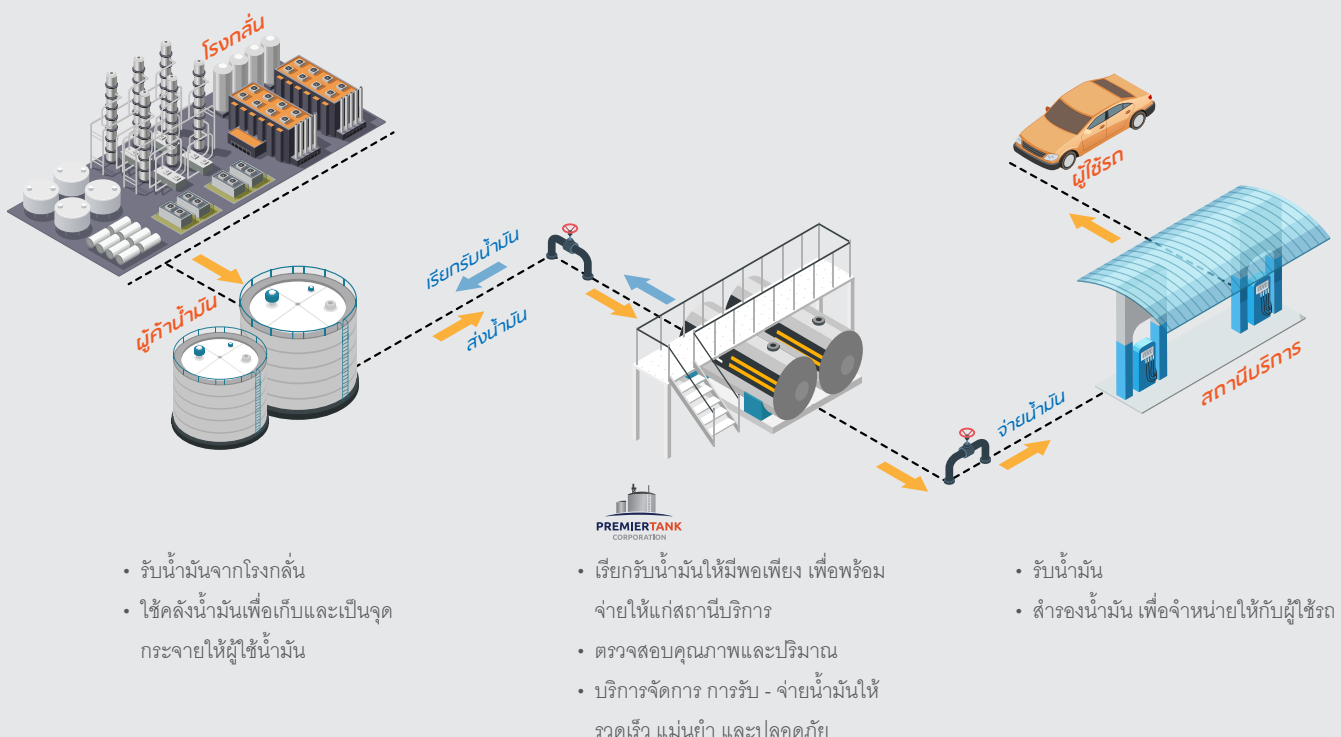 โรงกลั่น
ผู้ค้าน้ำมัน
เรียกรับน้ำมัน
ส่งน้ำมัน
จ่ายน้ำมัน
ผู้ใช้รถ
สถานีบริการ
PREMIERTANK
CORPORATION
• รับน้ำมันจากโรงกลั่น
• ใช้คลังน้ำมันเพื่อเก็บและเป็นจุด
กระจายให้ผู้ใช้น้ำมัน
• เรียกรับน้ำมันให้มีพอเพียง เพื่อพร้อม
จ่ายให้แก่สถานีบริการ
• ตรวจสอบคุณภาพและปริมาณ
• บริการจัดการ การรับ - จ่ายน้ำมันให้
รวดเร็ว แม่นยำ และปลอดภัย
• รับน้ำมัน
• สำรองน้ำมัน เพื่อจำหน่ายให้กับผู้ใช้รถ